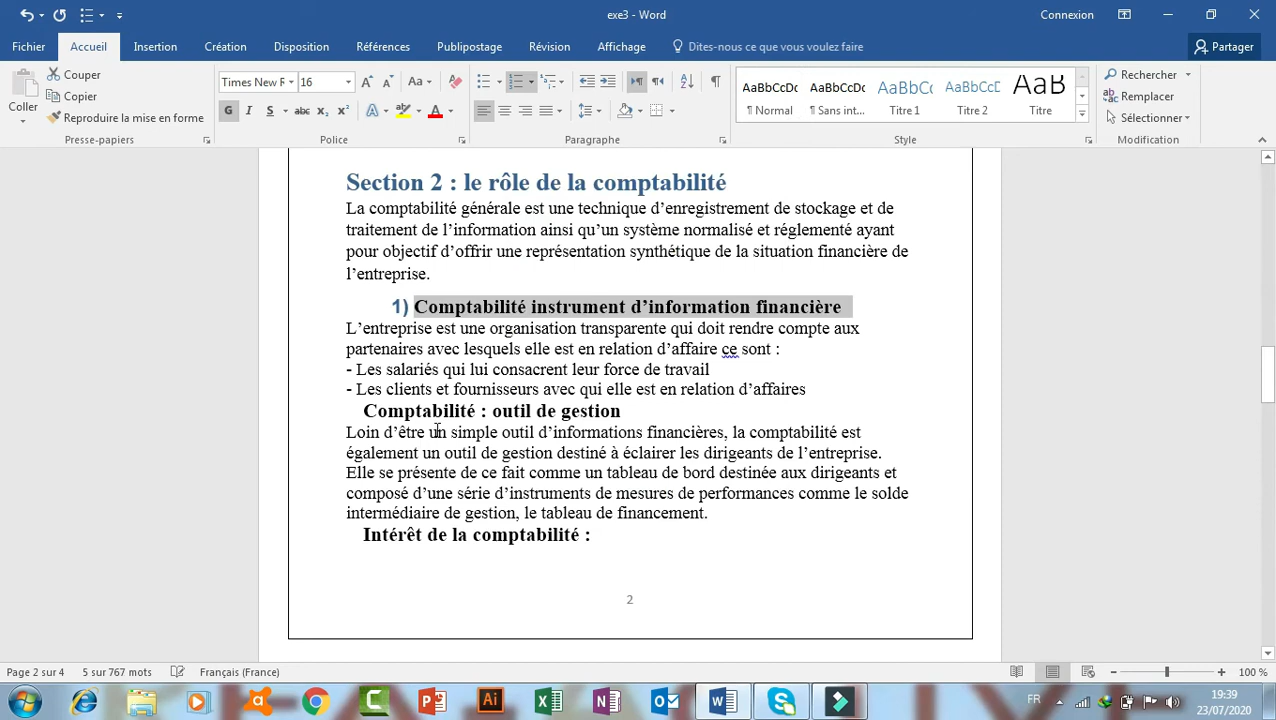 exe3 - Word
Connexion
Fichier Accueil Insertion Création Disposition Références Publipostage Révision Affichage Dites-nous ce que vous voulez faire Partager
Coller
Couper
Copier
Reproduire la mise en forme
Presse-papiers
Times New R 16 Aa
G I S abc x₂ x² A ab A
Police
Paragraphe
AaBbCcDc AaBbCcDc AaBbCc AaBbCcD AaB
¶ Normal ¶ Sans int... Titre 1 Titre 2 Titre
Style
Rechercher
Remplacer
Sélectionner
Modification
Section 2 : le rôle de la comptabilité
La comptabilité générale est une technique d’enregistrement de stockage et de
traitement de l’information ainsi qu’un système normalisé et réglementé ayant
pour objectif d’offrir une représentation synthétique de la situation financière de
l’entreprise.
1) Comptabilité instrument d’information financière
L’entreprise est une organisation transparente qui doit rendre compte aux
partenaires avec lesquels elle est en relation d’affaire ce sont :
- Les salariés qui lui consacrent leur force de travail
- Les clients et fournisseurs avec qui elle est en relation d’affaires
Comptabilité : outil de gestion
Loin d’être un simple outil d’informations financières, la comptabilité est
également un outil de gestion destiné à éclairer les dirigeants de l’entreprise.
Elle se présente de ce fait comme un tableau de bord destinée aux dirigeants et
composé d’une série d’instruments de mesures de performances comme le solde
intermédiaire de gestion, le tableau de financement.
Intérêt de la comptabilité :
2
Page 2 sur 4 5 sur 767 mots Français (France) 100 %
FR 19:39
23/07/2020